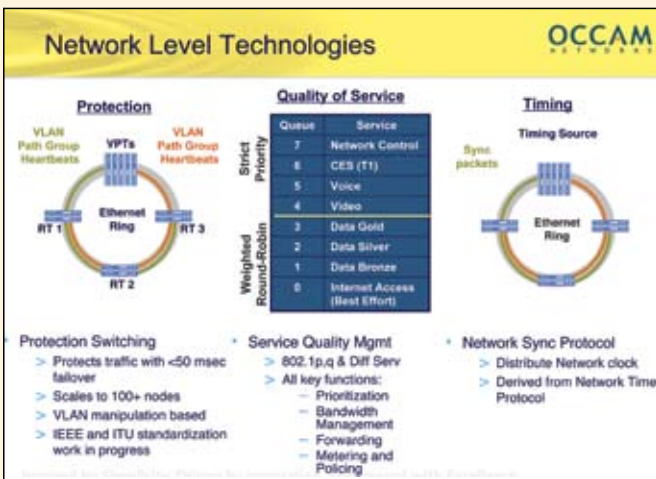 Network Level Technologies
OCCAM
NETWORKS
Protection
VLAN
Path Group
Heartbeats
VPTs
VLAN
Path Group
Heartbeats
Ethernet
Ring
RT 1
RT 3
RT 2
Quality of Service
Strict
Priority
Weighted
Round-Robin
Queue Service
7 Network Control
6 CES (T1)
5 Voice
4 Video
3 Data Gold
2 Data Silver
1 Data Bronze
0 Internet Access
(Best Effort)
Timing
Timing Source
Sync
packets
Ethernet
Ring
• Protection Switching
> Protects traffic with <50 msec
failover
> Scales to 100+ nodes
> VLAN manipulation based
> IEEE and ITU standardization
work in progress
• Service Quality Mgmt
> 802.1p,q & Diff Serv
> All key functions:
– Prioritization
– Bandwidth
Management
– Forwarding
– Metering and
Policing
• Network Sync Protocol
> Distribute Network clock
> Derived from Network Time
Protocol